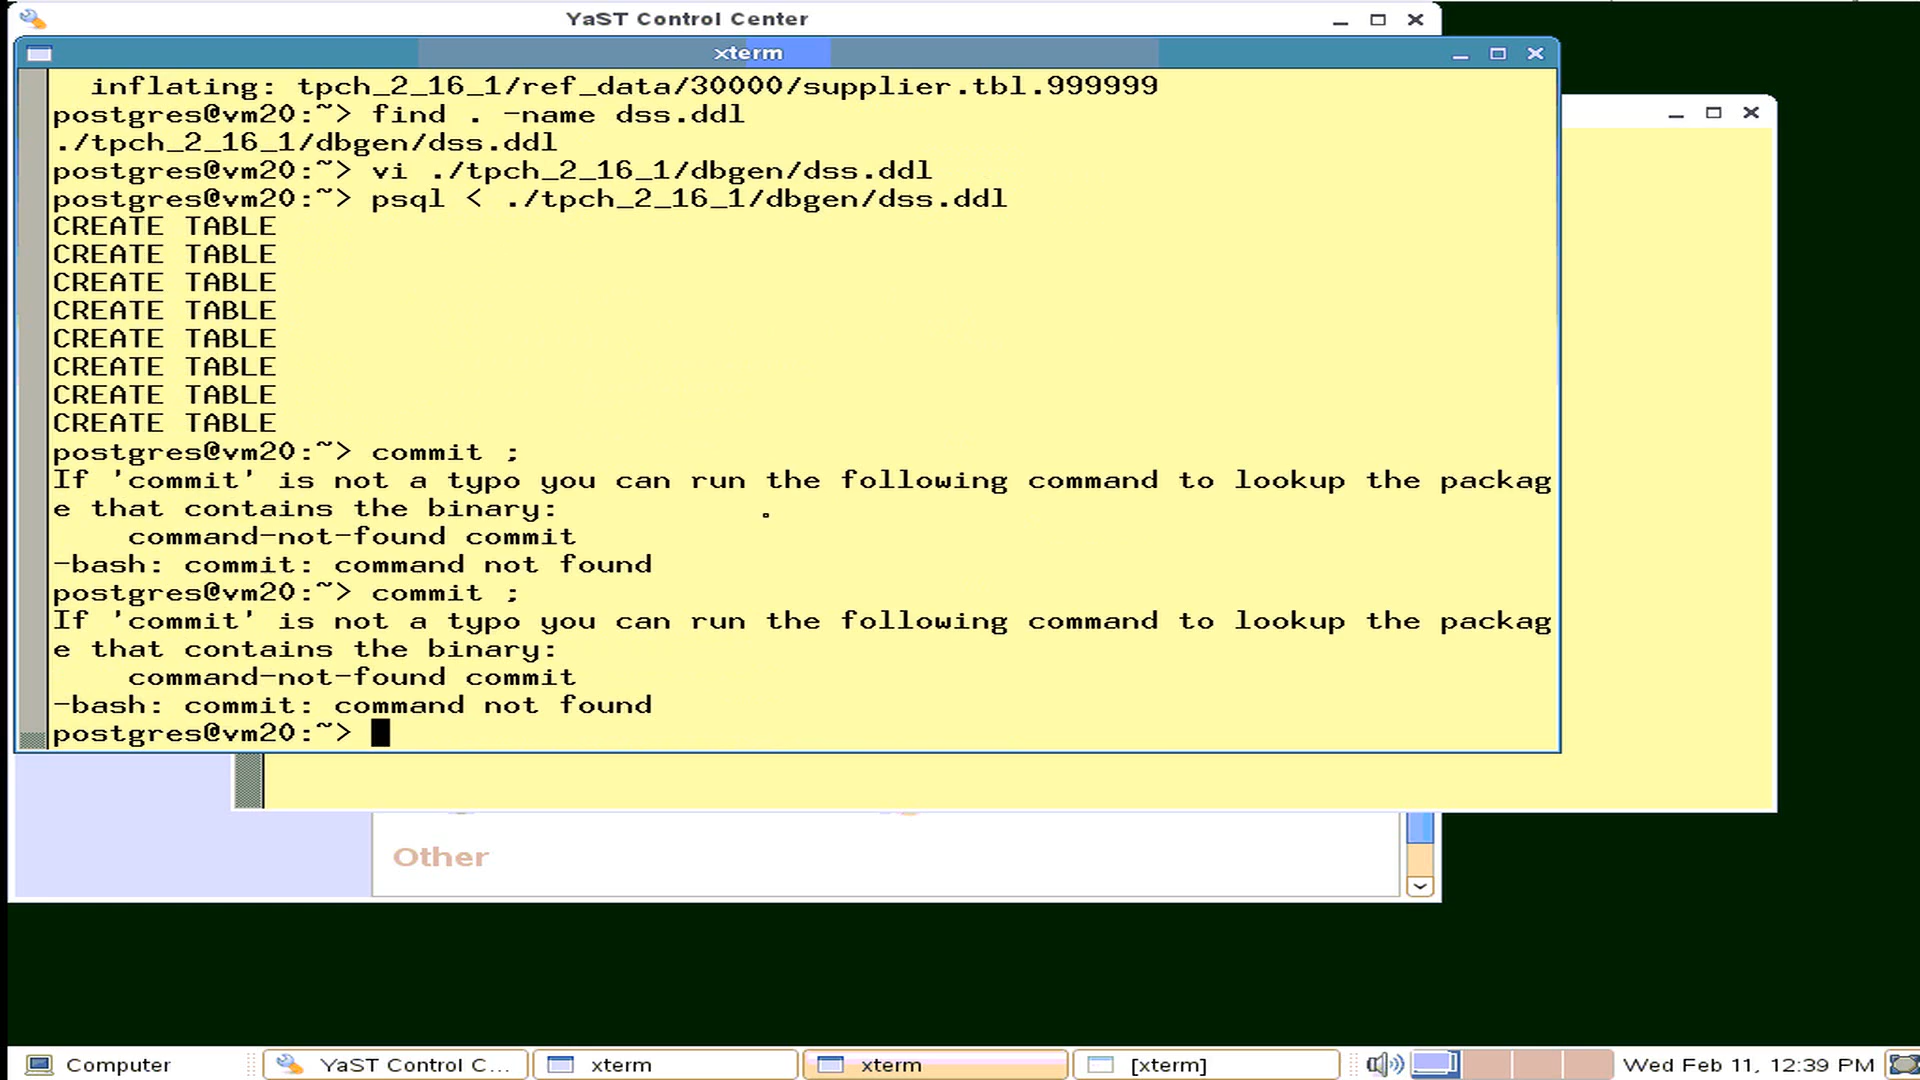 YaST Control Center
xterm
inflating: tpch_2_16_1/ref_data/30000/supplier.tbl.999999
postgres@vm20:~> find . -name dss.ddl
./tpch_2_16_1/dbgen/dss.ddl
postgres@vm20:~> vi ./tpch_2_16_1/dbgen/dss.ddl
postgres@vm20:~> psql < ./tpch_2_16_1/dbgen/dss.ddl
CREATE TABLE
CREATE TABLE
CREATE TABLE
CREATE TABLE
CREATE TABLE
CREATE TABLE
CREATE TABLE
CREATE TABLE
postgres@vm20:~> commit ;
If 'commit' is not a typo you can run the following command to lookup the packag
e that contains the binary:
command-not-found commit
-bash: commit: command not found
postgres@vm20:~> commit ;
If 'commit' is not a typo you can run the following command to lookup the packag
e that contains the binary:
command-not-found commit
-bash: commit: command not found
postgres@vm20:~>
Other
Computer
YaST Control C...
xterm
xterm
[xterm]
Wed Feb 11, 12:39 PM